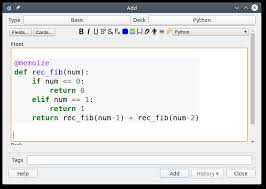 Add
Type Basic Deck Python
Fields... Cards... B I U Python
Front
@memoize
def rec_fib(num):
    if num <= 0:
        return 0
    elif num == 1:
        return 1
    return rec_fib(num-1) + rec_fib(num-2)
Tags
Help Add History Close